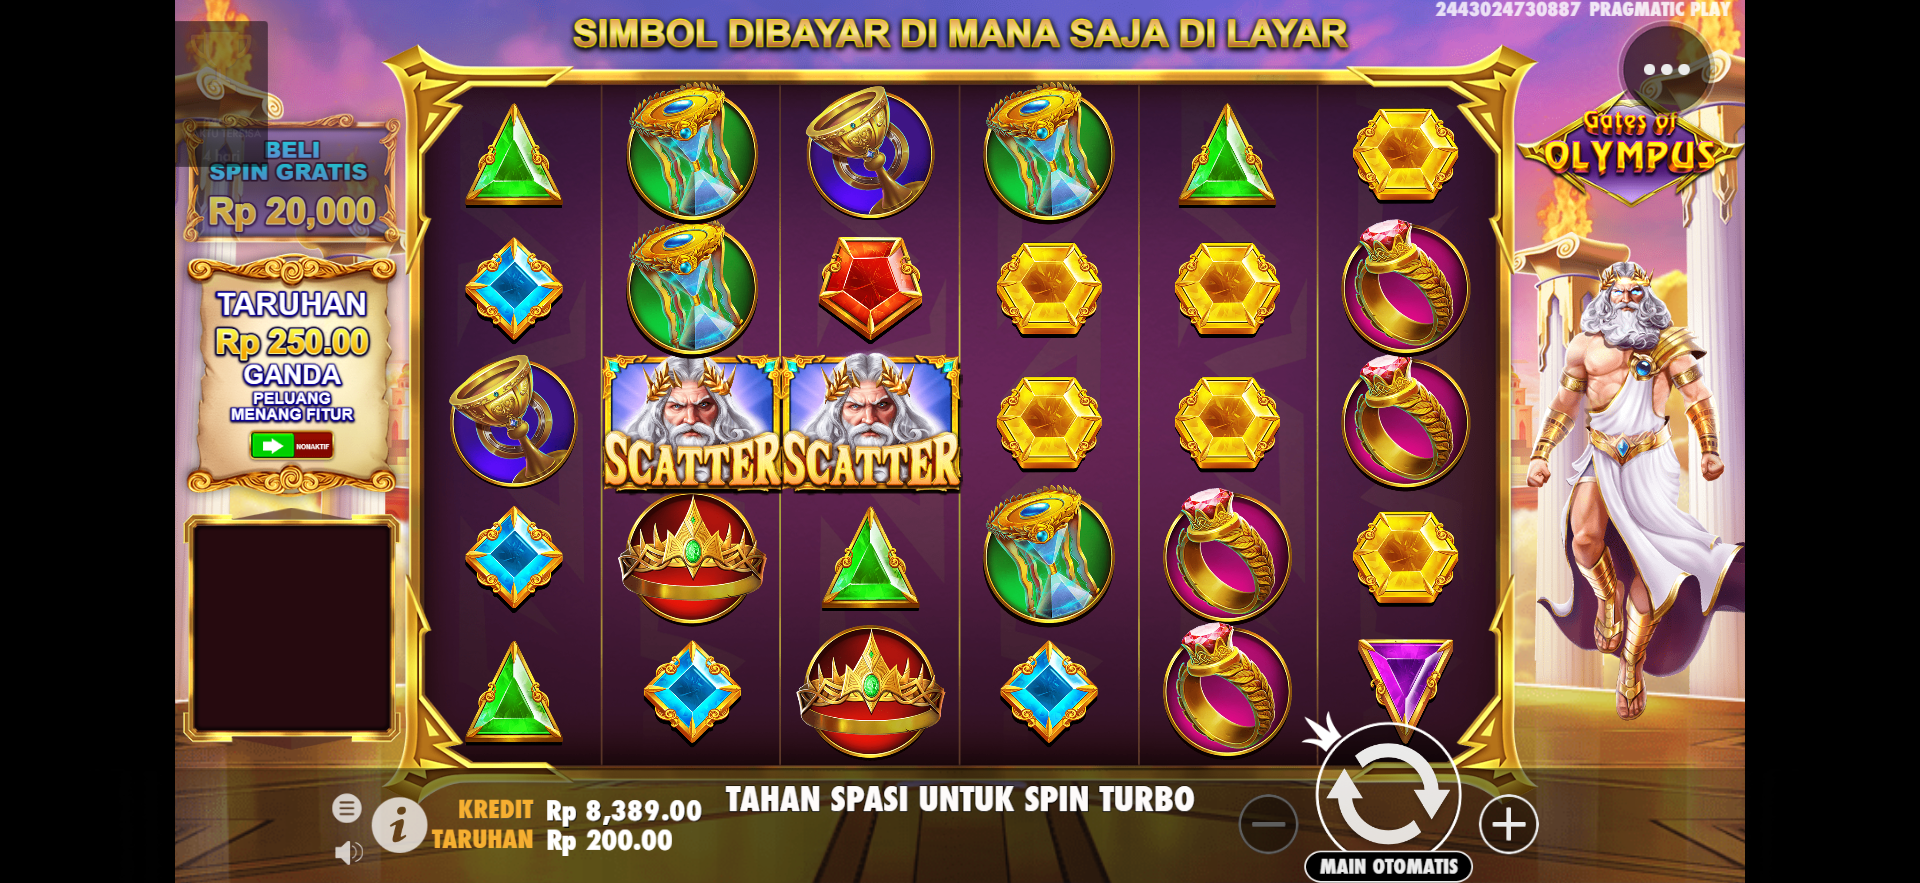 2443024730887 PRAGMATIC PLAY
SIMBOL DIBAYAR DI MANA SAJA DI LAYAR
Gates of
OLYMPUS
BELI
SPIN GRATIS
Rp 20,000
TARUHAN
Rp 250.00
GANDA
PELUANG
MENANG FITUR
NONAKTIF
SCATTER SCATTER
KREDIT Rp 8,389.00
TARUHAN Rp 200.00
TAHAN SPASI UNTUK SPIN TURBO
MAIN OTOMATIS